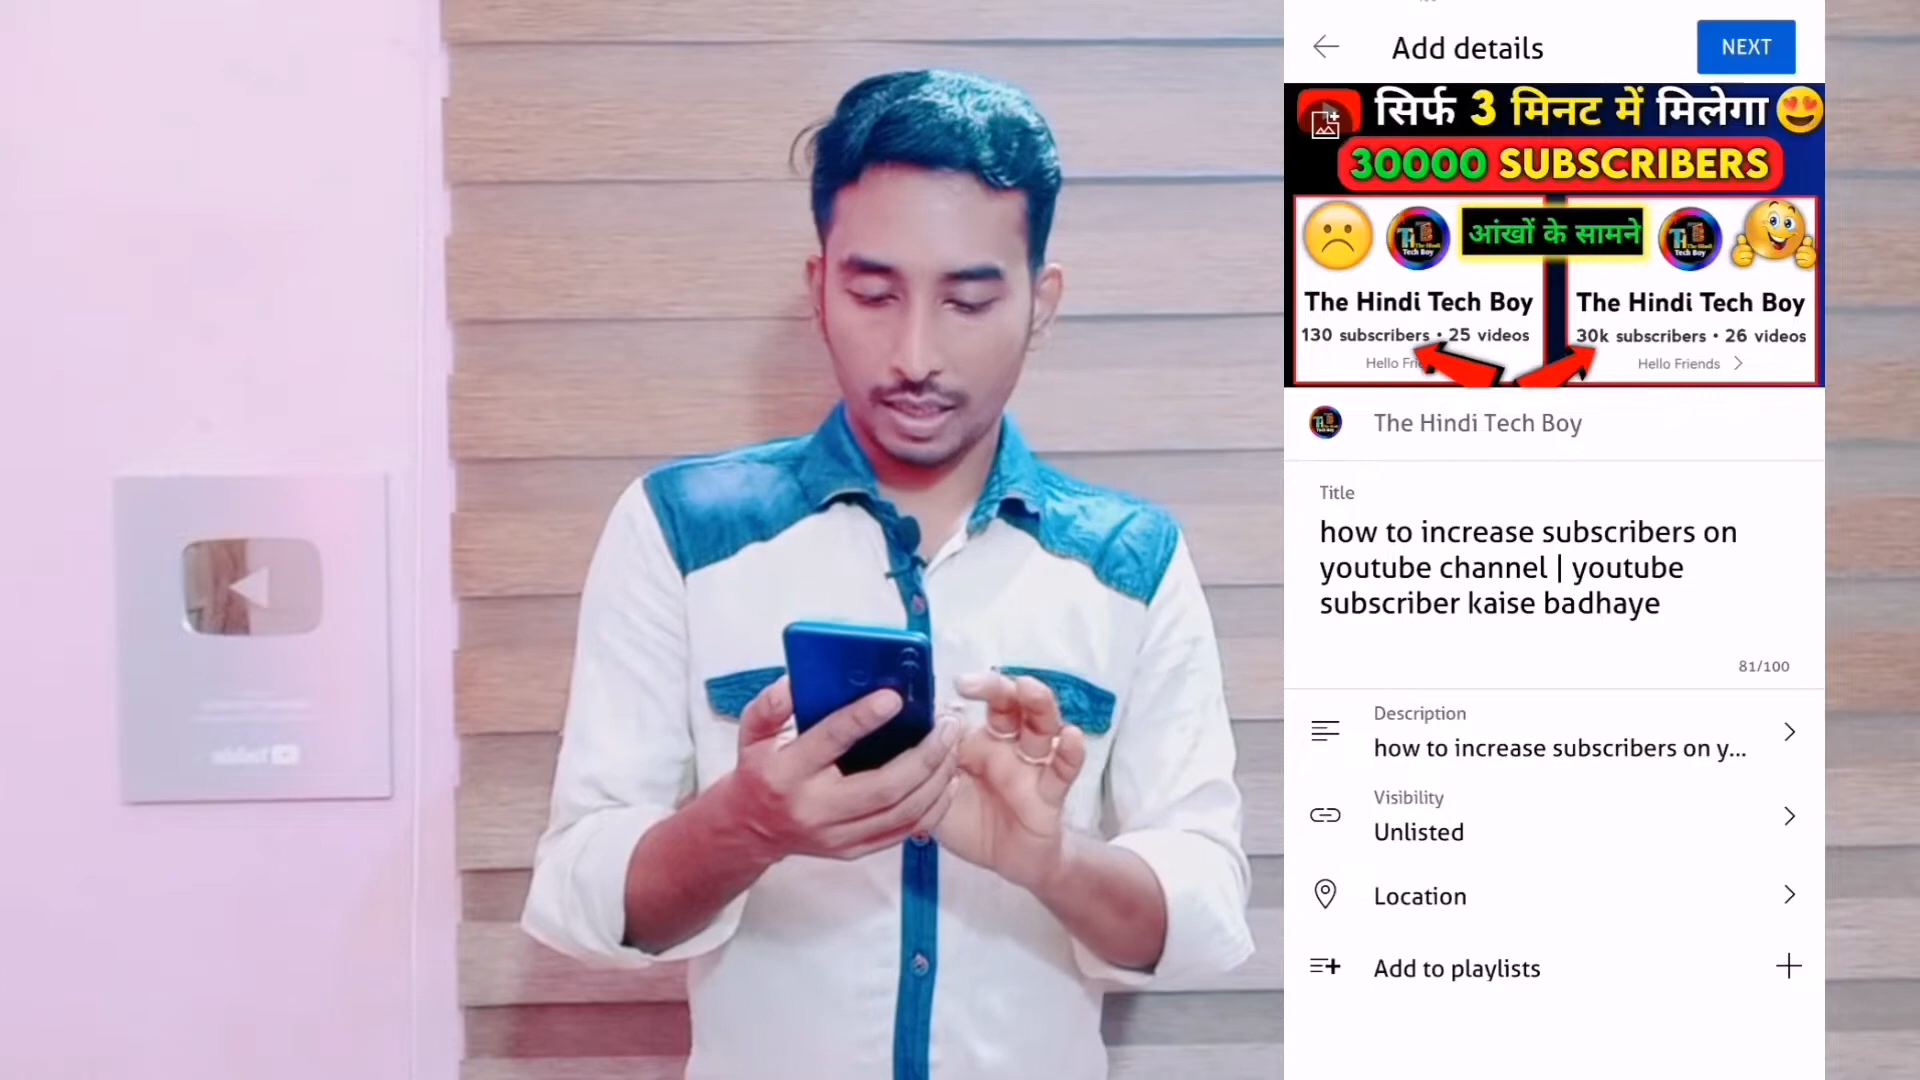 Add details
NEXT
सिर्फ 3 मिनट में मिलेगा
30000 SUBSCRIBERS
आंखों के सामने
The Hindi Tech Boy
130 subscribers • 25 videos
The Hindi Tech Boy
30k subscribers • 26 videos
Hello Friends
The Hindi Tech Boy
Title
how to increase subscribers on
youtube channel | youtube
subscriber kaise badhaye
81/100
Description
how to increase subscribers on y...
Visibility
Unlisted
Location
Add to playlists